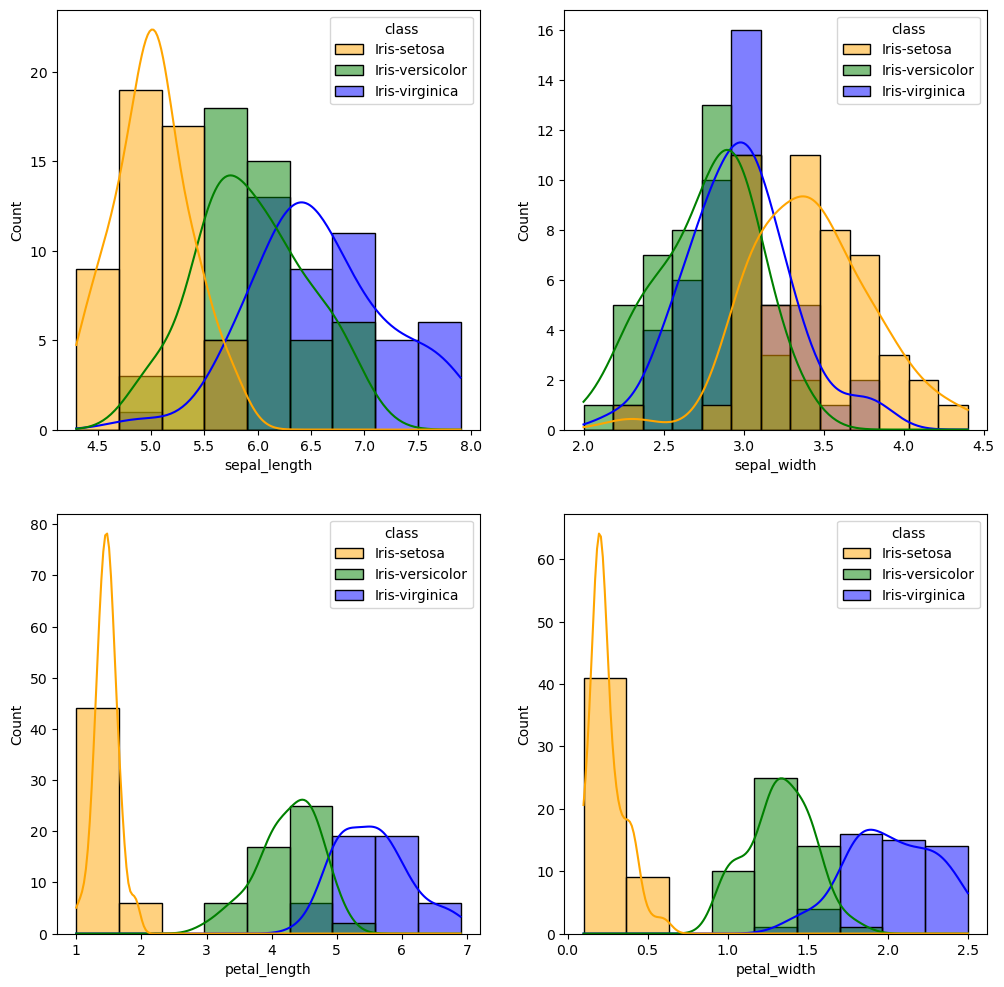 class
Iris-setosa
Iris-versicolor
Iris-virginica
Count
20
15
10
5
0
4.5 5.0 5.5 6.0 6.5 7.0 7.5 8.0
sepal_length
class
Iris-setosa
Iris-versicolor
Iris-virginica
Count
16
14
12
10
8
6
4
2
0
2.0 2.5 3.0 3.5 4.0 4.5
sepal_width
class
Iris-setosa
Iris-versicolor
Iris-virginica
Count
80
70
60
50
40
30
20
10
0
1 2 3 4 5 6 7
petal_length
class
Iris-setosa
Iris-versicolor
Iris-virginica
Count
60
50
40
30
20
10
0
0.0 0.5 1.0 1.5 2.0 2.5
petal_width